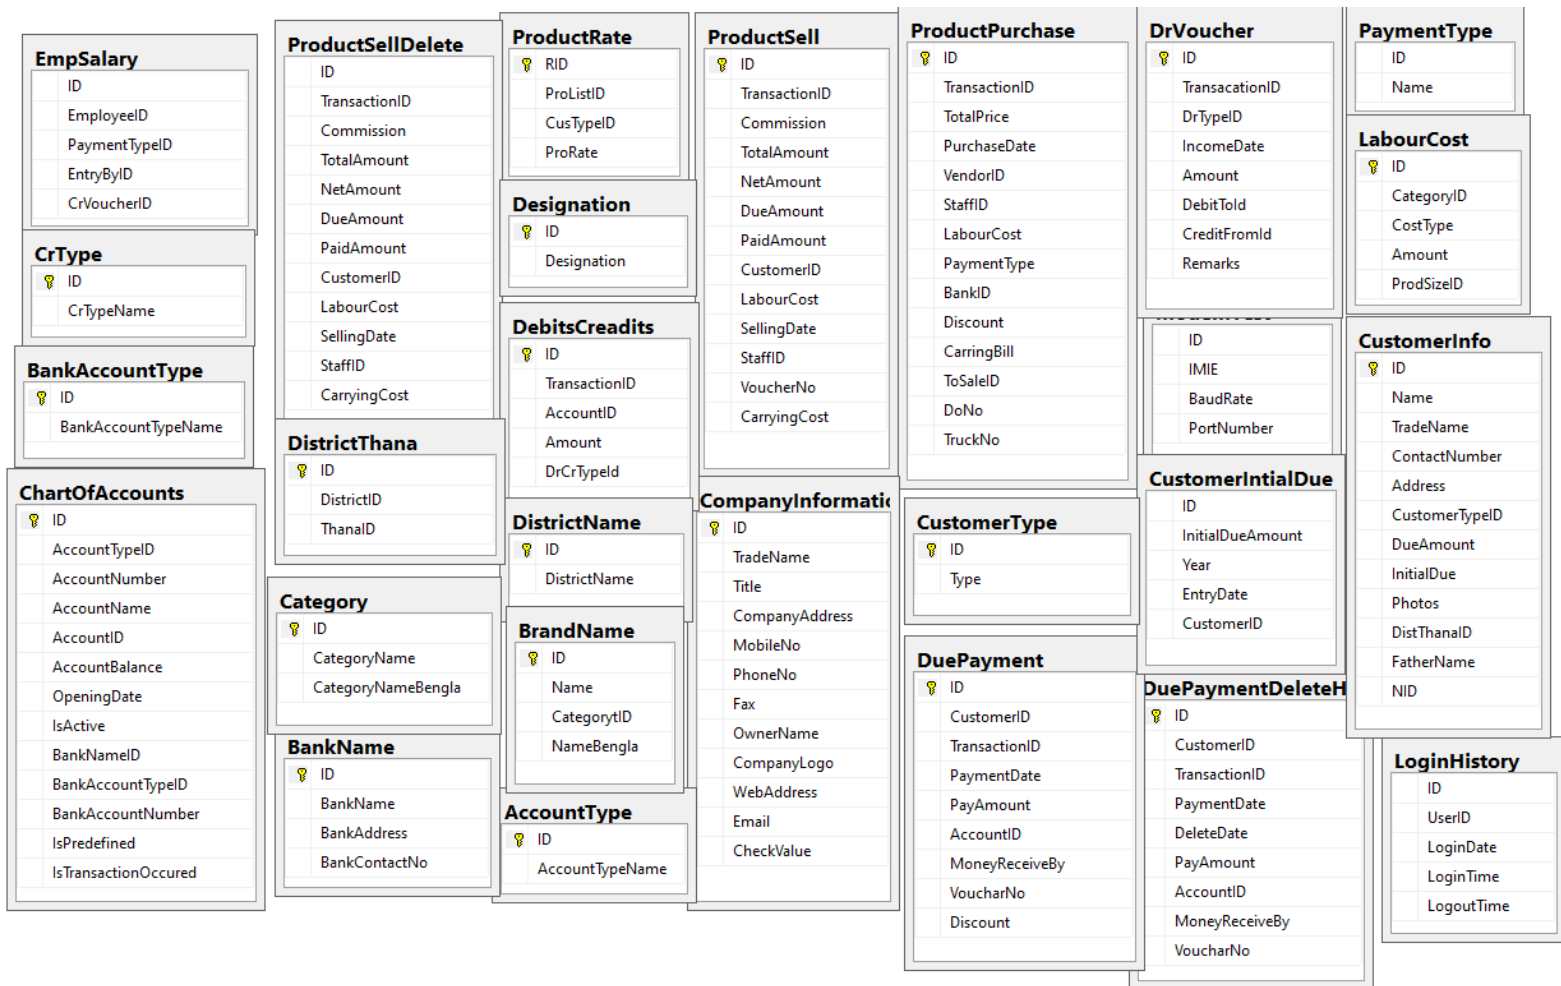 EmpSalary
ID
EmployeeID
PaymentTypeID
EntryByID
CrVoucherID
CrType
ID
CrTypeName
BankAccountType
ID
BankAccountTypeName
ChartOfAccounts
ID
AccountTypeID
AccountNumber
AccountName
AccountID
AccountBalance
OpeningDate
IsActive
BankNameID
BankAccountTypeID
BankAccountNumber
IsPredefined
IsTransactionOccured
ProductSellDelete
ID
TransactionID
Commission
TotalAmount
NetAmount
DueAmount
PaidAmount
CustomerID
LabourCost
SellingDate
StaffID
CarryingCost
DistrictThana
ID
DistrictID
ThanaID
Category
ID
CategoryName
CategoryNameBengla
BankName
ID
BankName
BankAddress
BankContactNo
ProductRate
RID
ProListID
CusTypeID
ProRate
Designation
ID
Designation
DebitsCreadits
ID
TransactionID
AccountID
Amount
DrCrTypeId
DistrictName
ID
DistrictName
BrandName
ID
Name
CategorytID
NameBengla
AccountType
ID
AccountTypeName
ProductSell
ID
TransactionID
Commission
TotalAmount
NetAmount
DueAmount
PaidAmount
CustomerID
LabourCost
SellingDate
StaffID
VoucherNo
CarryingCost
CompanyInformatic
ID
TradeName
Title
CompanyAddress
MobileNo
PhoneNo
Fax
OwnerName
CompanyLogo
WebAddress
Email
CheckValue
ProductPurchase
ID
TransactionID
TotalPrice
PurchaseDate
VendorID
StaffID
LabourCost
PaymentType
BankID
Discount
CarringBill
ToSaleID
DoNo
TruckNo
CustomerType
ID
Type
DuePayment
ID
CustomerID
TransactionID
PaymentDate
PayAmount
AccountID
MoneyReceiveBy
VoucharNo
Discount
DrVoucher
ID
TransacationID
DrTypeID
IncomeDate
Amount
DebitToId
CreditFromId
Remarks
ID
IMIE
BaudRate
PortNumber
CustomerIntialDue
ID
InitialDueAmount
Year
EntryDate
CustomerID
DuePaymentDeleteH
ID
CustomerID
TransactionID
PaymentDate
DeleteDate
PayAmount
AccountID
MoneyReceiveBy
VoucharNo
PaymentType
ID
Name
LabourCost
ID
CategoryID
CostType
Amount
ProdSizeID
CustomerInfo
ID
Name
TradeName
ContactNumber
Address
CustomerTypeID
DueAmount
InitialDue
Photos
DistThanaID
FatherName
NID
LoginHistory
ID
UserID
LoginDate
LoginTime
LogoutTime